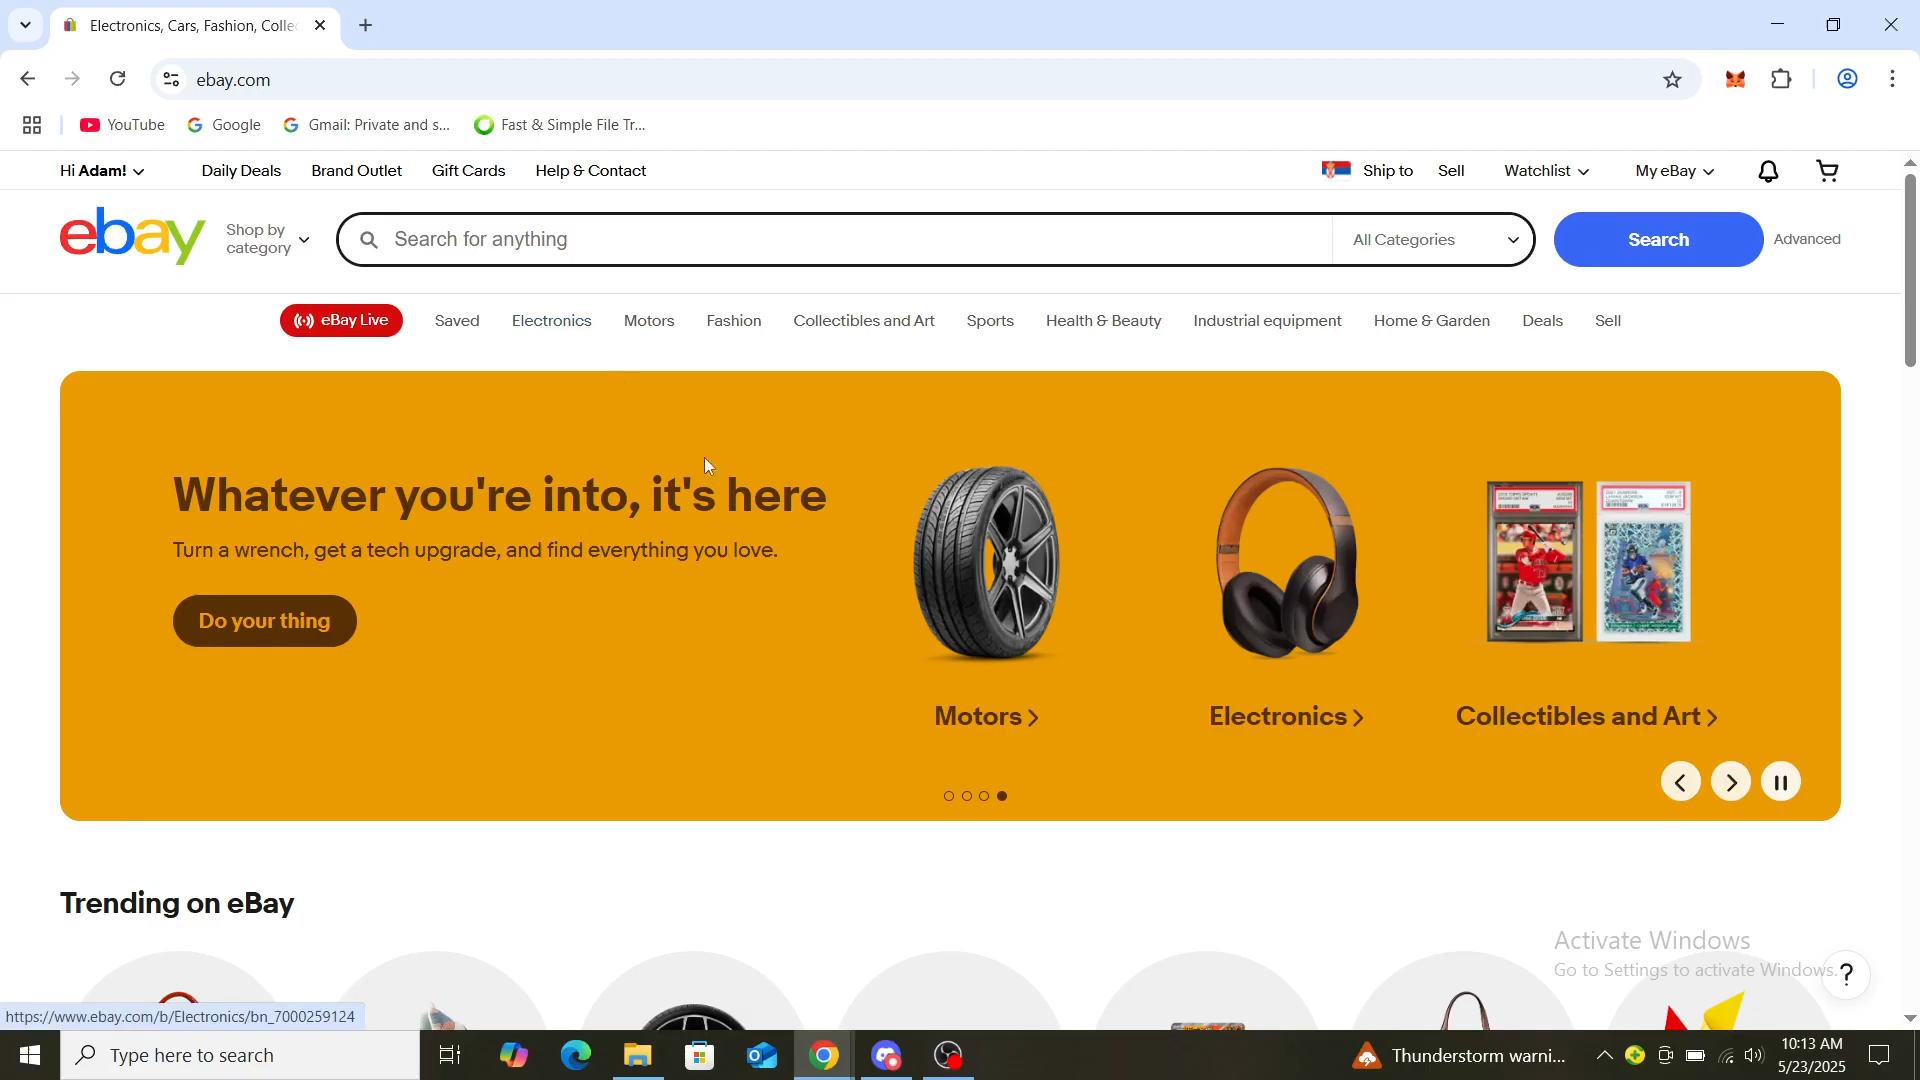 Electronics, Cars, Fashion, Collec
ebay.com
YouTube
Google
Gmail: Private and s...
Fast & Simple File Tr...
Hi Adam!
Daily Deals
Brand Outlet
Gift Cards
Help & Contact
Ship to
Sell
Watchlist
My eBay
ebay
Shop by
category
Search for anything
All Categories
Search
Advanced
eBay Live
Saved
Electronics
Motors
Fashion
Collectibles and Art
Sports
Health & Beauty
Industrial equipment
Home & Garden
Deals
Sell
Whatever you're into, it's here
Turn a wrench, get a tech upgrade, and find everything you love.
Do your thing
Motors
Electronics
Collectibles and Art
Trending on eBay
Activate Windows
Go to Settings to activate Windows.
?
https://www.ebay.com/b/Electronics/bn_7000259124
Type here to search
Thunderstorm warni...
10:13 AM
5/23/2025